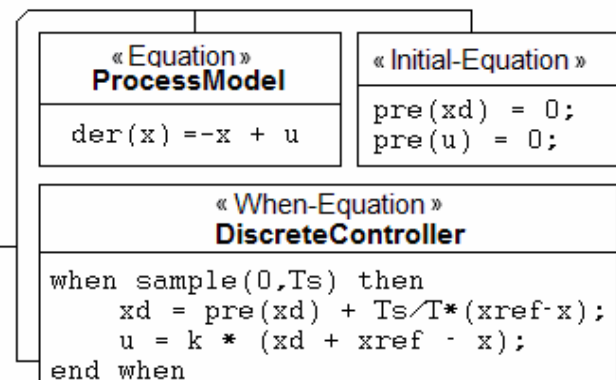 « Equation »
ProcessModel
der(x) =-x + u
« Initial-Equation »
pre(xd) = 0;
pre(u) = 0;
« When-Equation »
DiscreteController
when sample(0,Ts) then
xd = pre(xd) + Ts/T*(xref-x);
u = k * (xd + xref - x);
end when